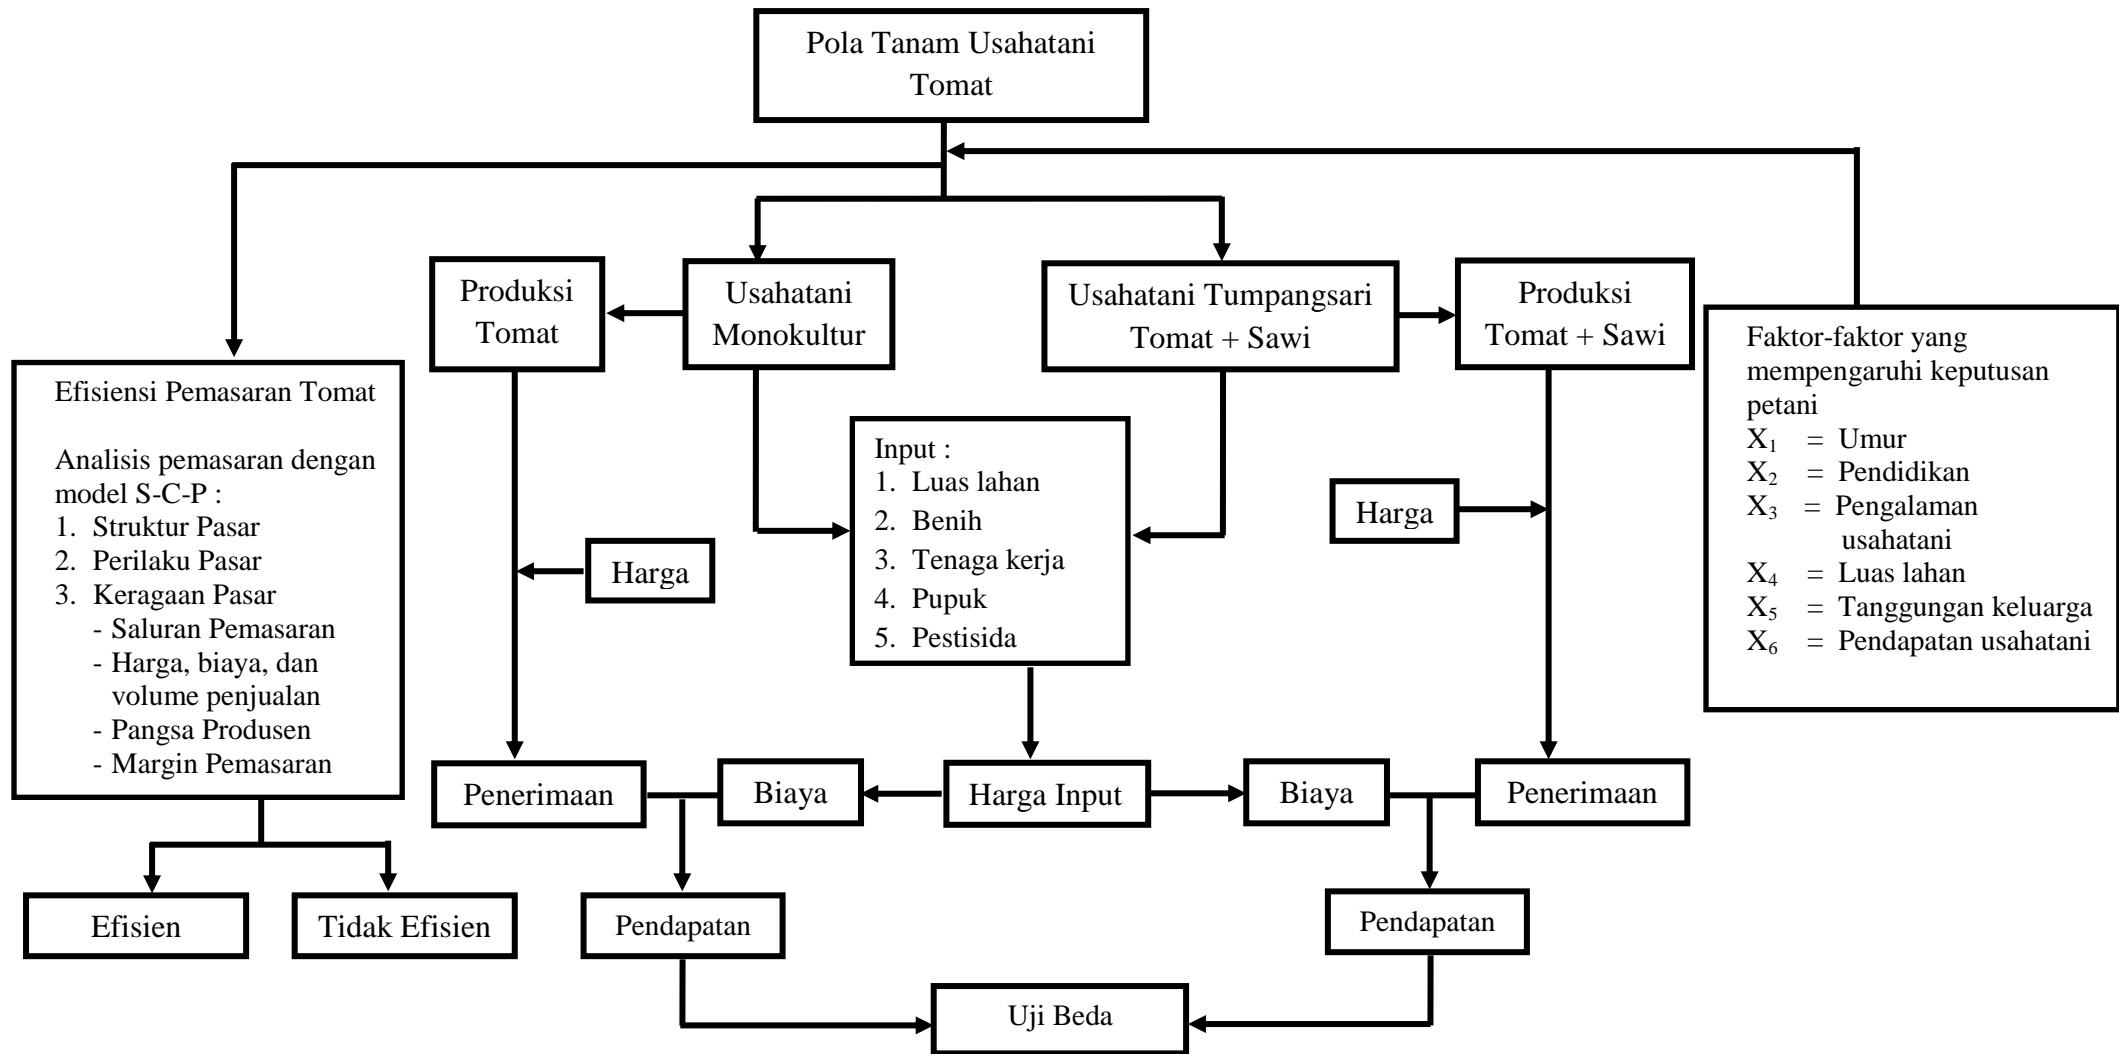 Pola Tanam Usahatani
Tomat
Produksi
Tomat
Usahatani
Monokultur
Usahatani Tumpangsari
Tomat + Sawi
Produksi
Tomat + Sawi
Faktor-faktor yang
mempengaruhi keputusan
petani
X₁ = Umur
X₂ = Pendidikan
X₃ = Pengalaman
usahatani
X₄ = Luas lahan
X₅ = Tanggungan keluarga
X₆ = Pendapatan usahatani
Efisiensi Pemasaran Tomat
Analisis pemasaran dengan
model S-C-P :
1. Struktur Pasar
2. Perilaku Pasar
3. Keragaan Pasar
- Saluran Pemasaran
- Harga, biaya, dan
volume penjualan
- Pangsa Produsen
- Margin Pemasaran
Input :
1. Luas lahan
2. Benih
3. Tenaga kerja
4. Pupuk
5. Pestisida
Harga
Harga
Penerimaan
Biaya
Harga Input
Biaya
Penerimaan
Efisien
Tidak Efisien
Pendapatan
Pendapatan
Uji Beda